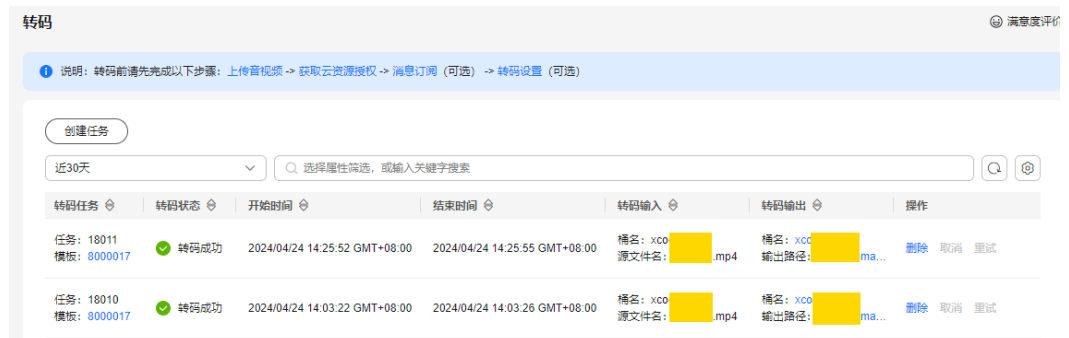 转码
满意度评价
说明：转码前请先完成以下步骤：上传音视频 -> 获取云资源授权 -> 消息订阅（可选） -> 转码设置（可选）
创建任务
近30天
选择属性筛选，或输入关键字搜索
转码任务 转码状态 开始时间 结束时间 转码输入 转码输出 操作
任务：18011
模板：8000017
转码成功
2024/04/24 14:25:52 GMT+08:00
2024/04/24 14:25:55 GMT+08:00
桶名：xco
源文件名： .mp4
桶名：xcc
输出路径： ma...
删除 取消 重试
任务：18010
模板：8000017
转码成功
2024/04/24 14:03:22 GMT+08:00
2024/04/24 14:03:26 GMT+08:00
桶名：xco
源文件名： .mp4
桶名：xco
输出路径： ma...
删除 取消 重试